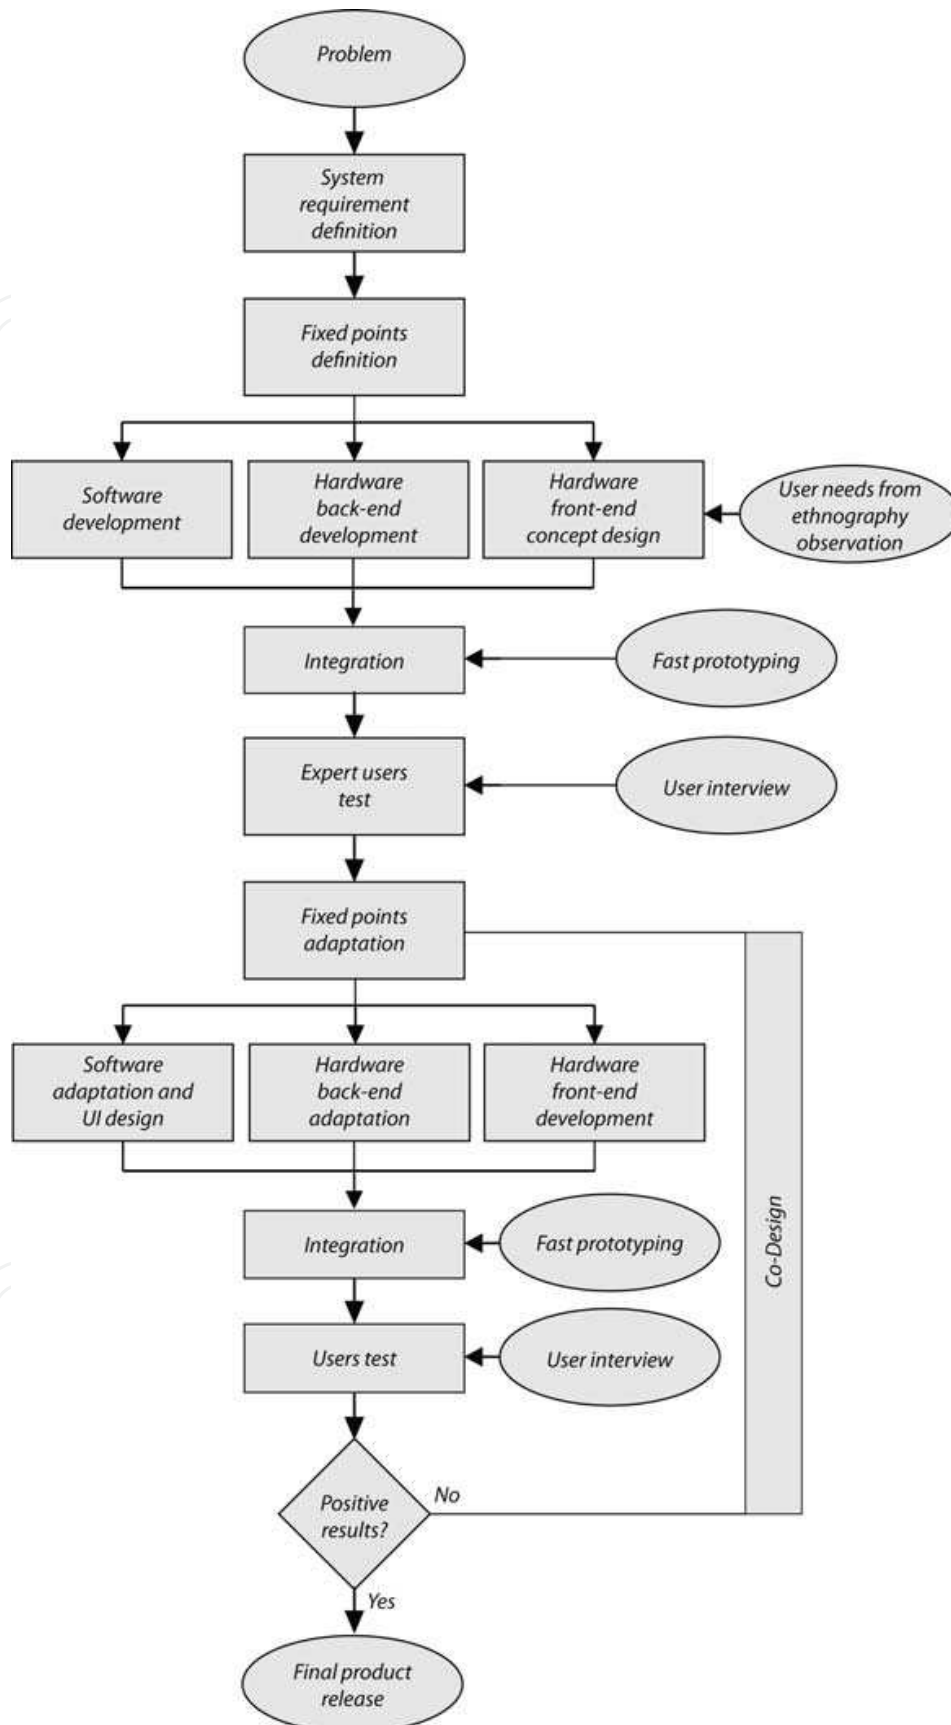 Problem
System
requirement
definition
Fixed points
definition
Software
development
Hardware
back-end
development
Hardware
front-end
concept design
User needs from
ethnography
observation
Integration
Fast prototyping
Expert users
test
User interview
Fixed points
adaptation
Software
adaptation and
UI design
Hardware
back-end
adaptation
Hardware
front-end
development
Co-Design
Integration
Fast prototyping
Users test
User interview
Positive
results?
No
Yes
Final product
release